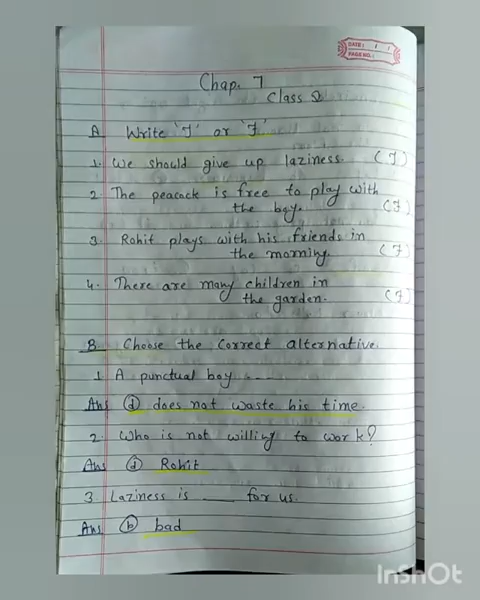 DATE: / /
PAGE NO.:
Chap. 7
Class 2
A Write 'T' or 'F'
1. We should give up laziness. (T)
2. The peacock is free to play with
the boy. (F)
3. Rohit plays with his friends in
the morning. (F)
4. There are many children in
the garden. (F)
B. Choose the correct alternative.
1. A punctual boy ....
Ans (d) does not waste his time.
2. Who is not willing to work?
Ans (d) Rohit
3. Laziness is ___ for us.
Ans (b) bad
InShOt